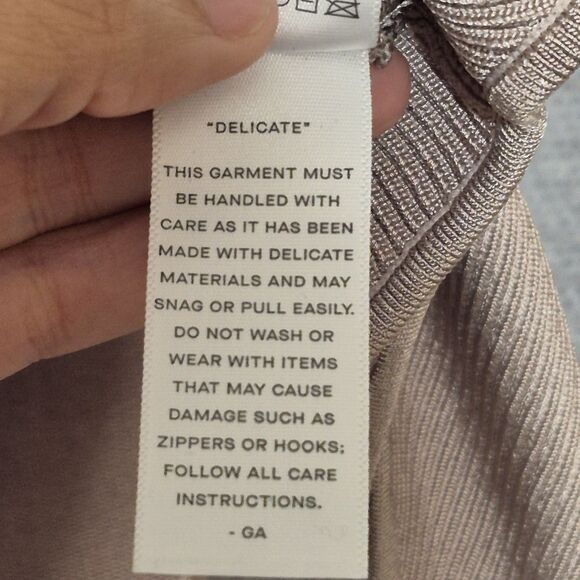 "DELICATE"
THIS GARMENT MUST
BE HANDLED WITH
CARE AS IT HAS BEEN
MADE WITH DELICATE
MATERIALS AND MAY
SNAG OR PULL EASILY.
DO NOT WASH OR
WEAR WITH ITEMS
THAT MAY CAUSE
DAMAGE SUCH AS
ZIPPERS OR HOOKS;
FOLLOW ALL CARE
INSTRUCTIONS.
- GA